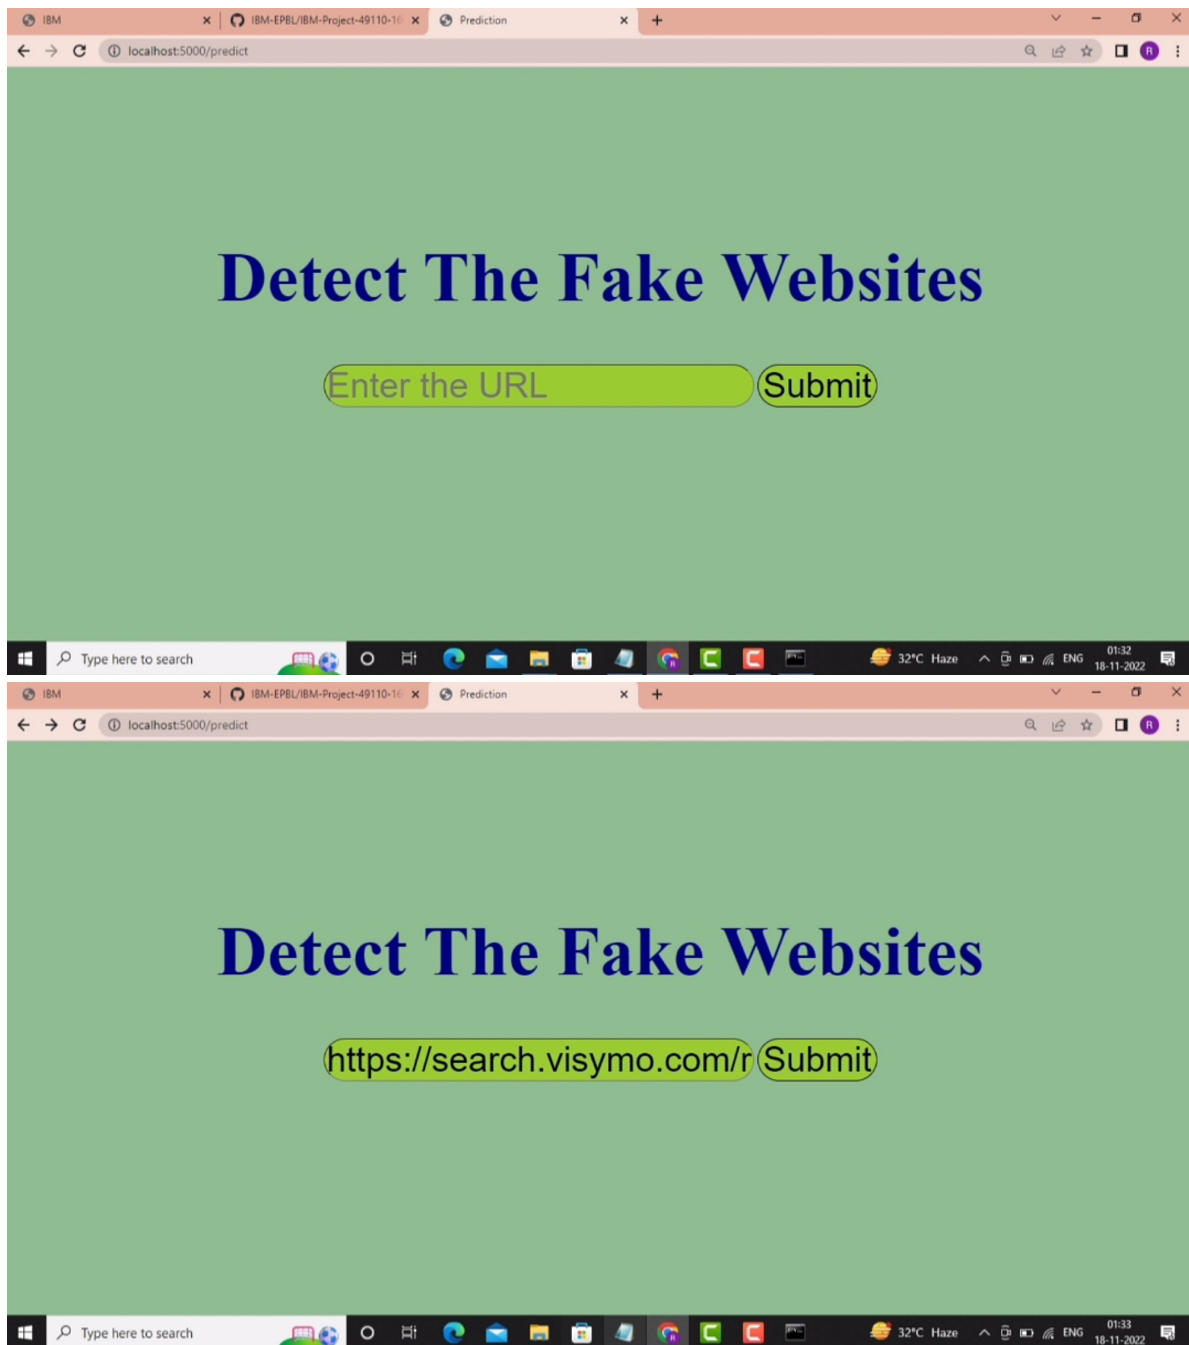 IBM
IBM-EPBL/IBM-Project-49110-16
Prediction
localhost:5000/predict
R
Detect The Fake Websites
Enter the URL
Submit
Type here to search
32°C Haze
ENG
01:32
18-11-2022
IBM
IBM-EPBL/IBM-Project-49110-16
Prediction
localhost:5000/predict
R
Detect The Fake Websites
https://search.visymo.com/r
Submit
Type here to search
32°C Haze
ENG
01:33
18-11-2022